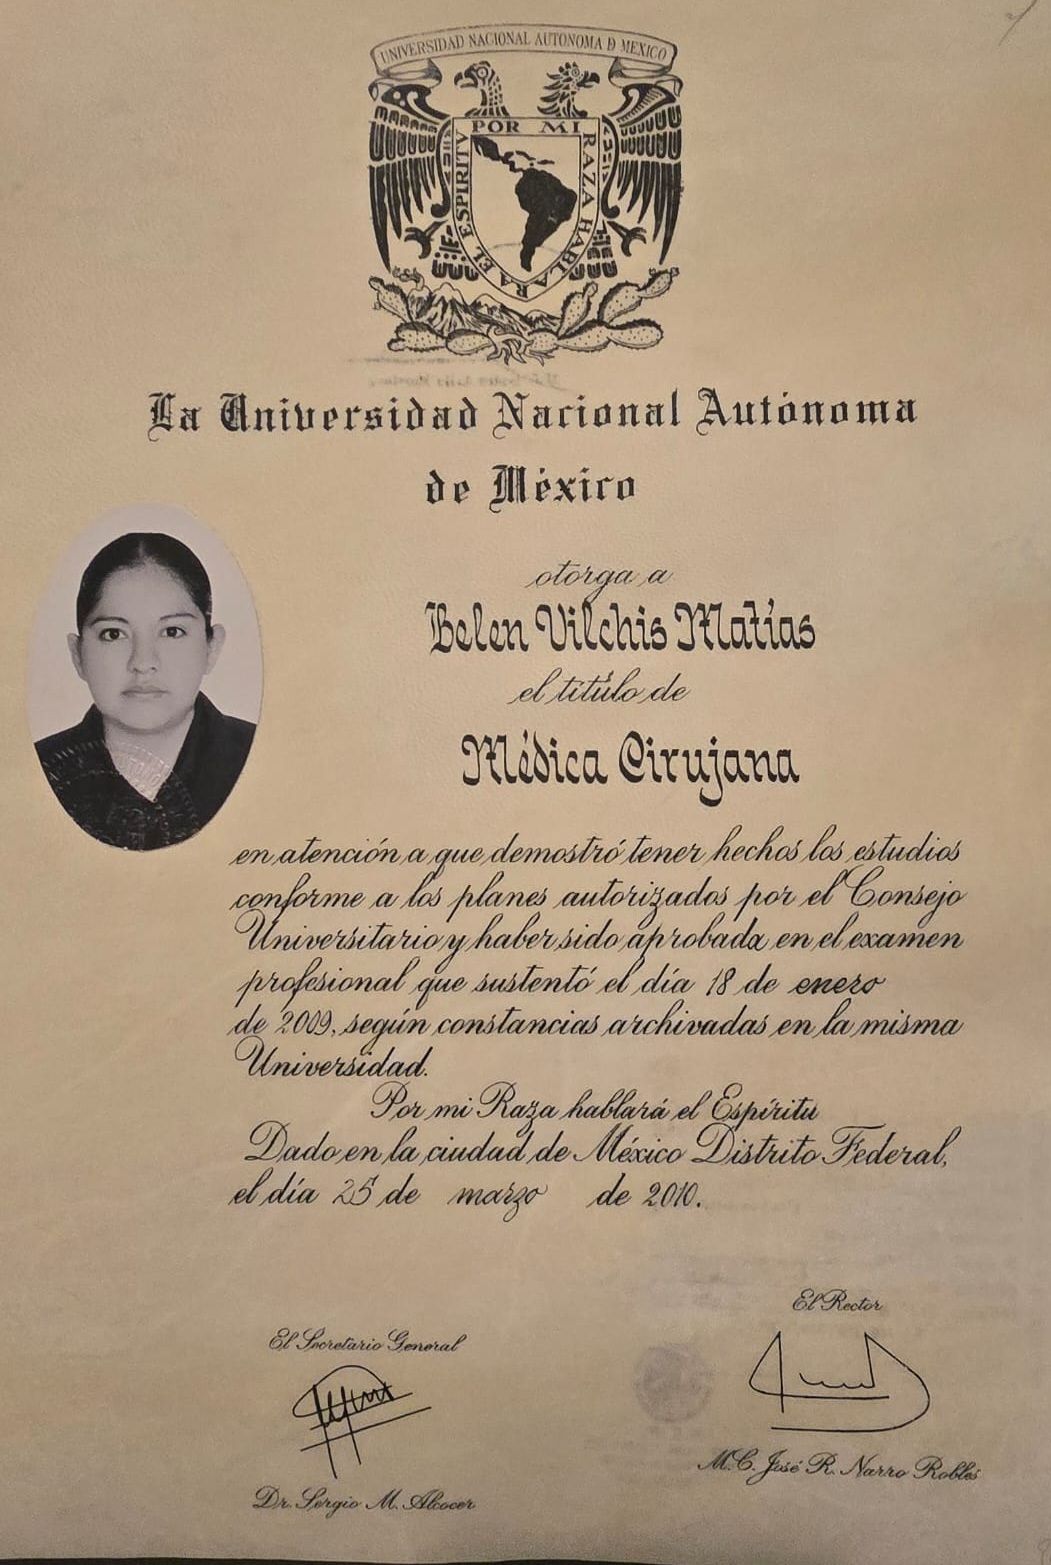 UNIVERSIDAD NACIONAL AUTONOMA D MEXICO
POR MI RAZA HABLARA EL ESPIRITV
La Universidad Nacional Autónoma
de México
otorga a
Belen Vilchis Matías
el título de
Médica Cirujana
en atención a que demostró tener hechos los estudios
conforme a los planes autorizados por el Consejo
Universitario y haber sido aprobada en el examen
profesional que sustentó el día 18 de enero
de 2009, según constancias archivadas en la misma
Universidad.
Por mi Raza hablará el Espíritu
Dado en la ciudad de México Distrito Federal,
el día 25 de marzo de 2010.
El Rector
El Secretario General
M.C. José R. Narro Robles
Dr. Sergio M. Alcocer